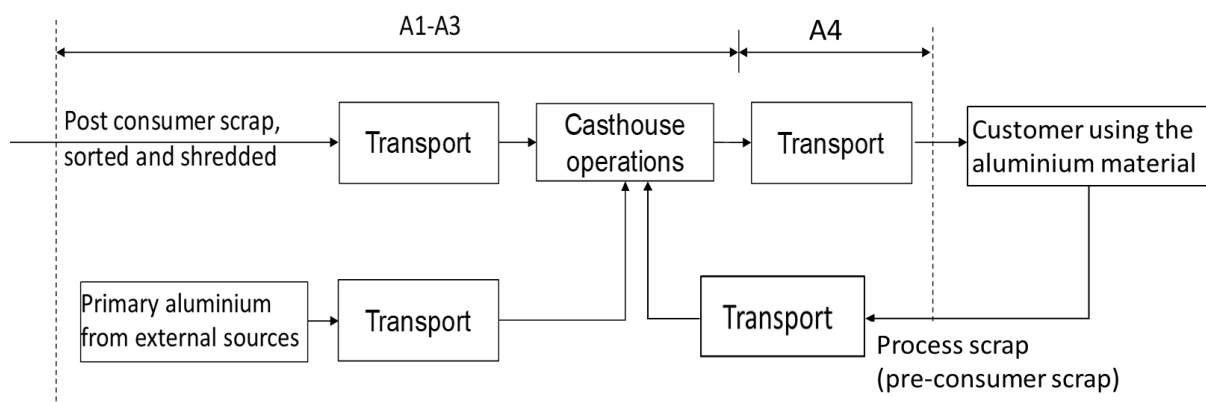 A1-A3
A4
Post consumer scrap,
sorted and shredded
Transport
Casthouse
operations
Transport
Customer using the
aluminium material
Primary aluminium
from external sources
Transport
Transport
Process scrap
(pre-consumer scrap)